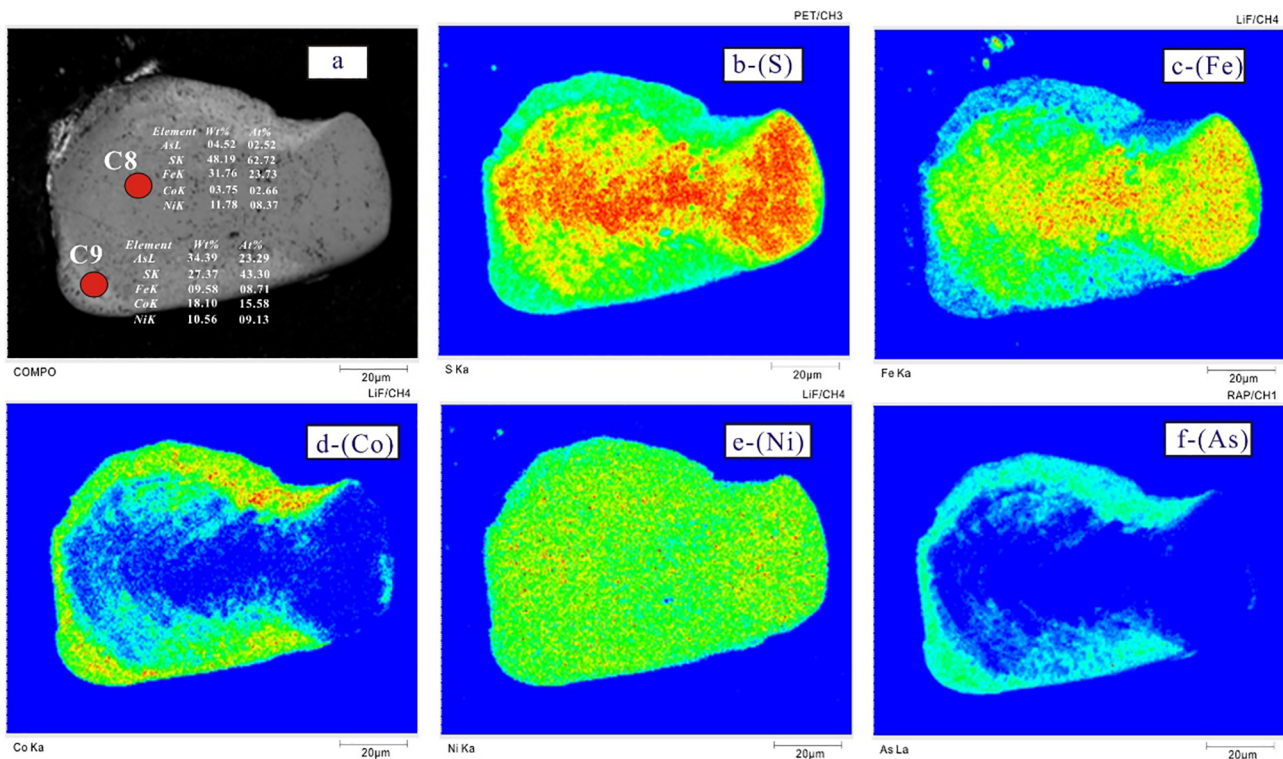 PET/CH3
LiF/CH4
a
b-(S)
c-(Fe)
Element Wt% At%
AsL 04.52 02.52
SK 48.19 62.72
FeK 31.76 23.73
CoK 03.75 02.66
NiK 11.78 08.37
C8
Element Wt% At%
AsL 34.39 23.29
SK 27.37 43.30
FeK 09.58 08.71
CoK 18.10 15.58
NiK 10.56 09.13
C9
COMPO 20μm
S Ka 20μm
Fe Ka 20μm
LiF/CH4
LiF/CH4
RAP/CH1
d-(Co)
e-(Ni)
f-(As)
Co Ka 20μm
Ni Ka 20μm
As La 20μm